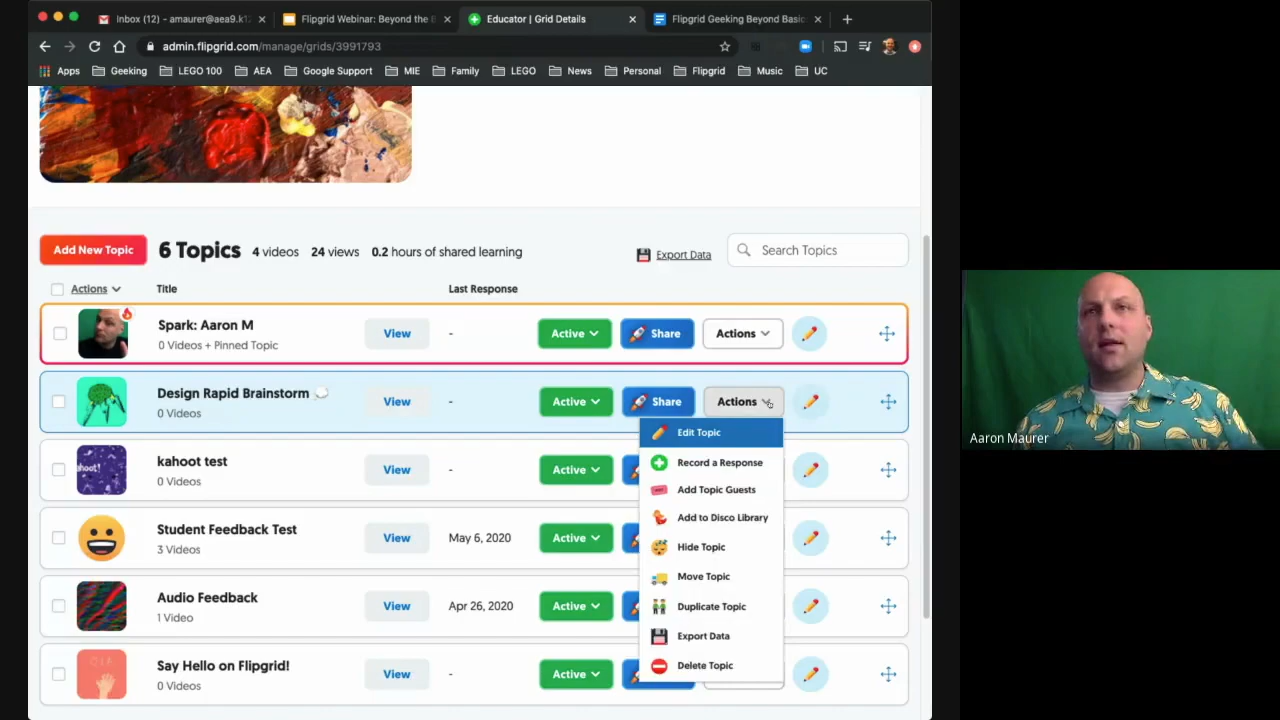 Inbox (12) - amaurer@aea9.k1
Flipgrid Webinar: Beyond the B
Educator | Grid Details
Flipgrid Geeking Beyond Basic
admin.flipgrid.com/manage/grids/3991793
Apps Geeking LEGO 100 AEA Google Support MIE Family LEGO News Personal Flipgrid Music UC
Add New Topic 6 Topics 4 videos 24 views 0.2 hours of shared learning Export Data Search Topics
Actions Title Last Response
Spark: Aaron M
0 Videos + Pinned Topic
View - Active Share Actions
Design Rapid Brainstorm
0 Videos
View - Active Share Actions
Edit Topic
Record a Response
Add Topic Guests
Add to Disco Library
Hide Topic
Move Topic
Duplicate Topic
Export Data
Delete Topic
ahoot!
kahoot test
0 Videos
View - Active
Student Feedback Test
3 Videos
View May 6, 2020 Active
Audio Feedback
1 Video
View Apr 26, 2020 Active
Say Hello on Flipgrid!
0 Videos
View - Active
Aaron Maurer